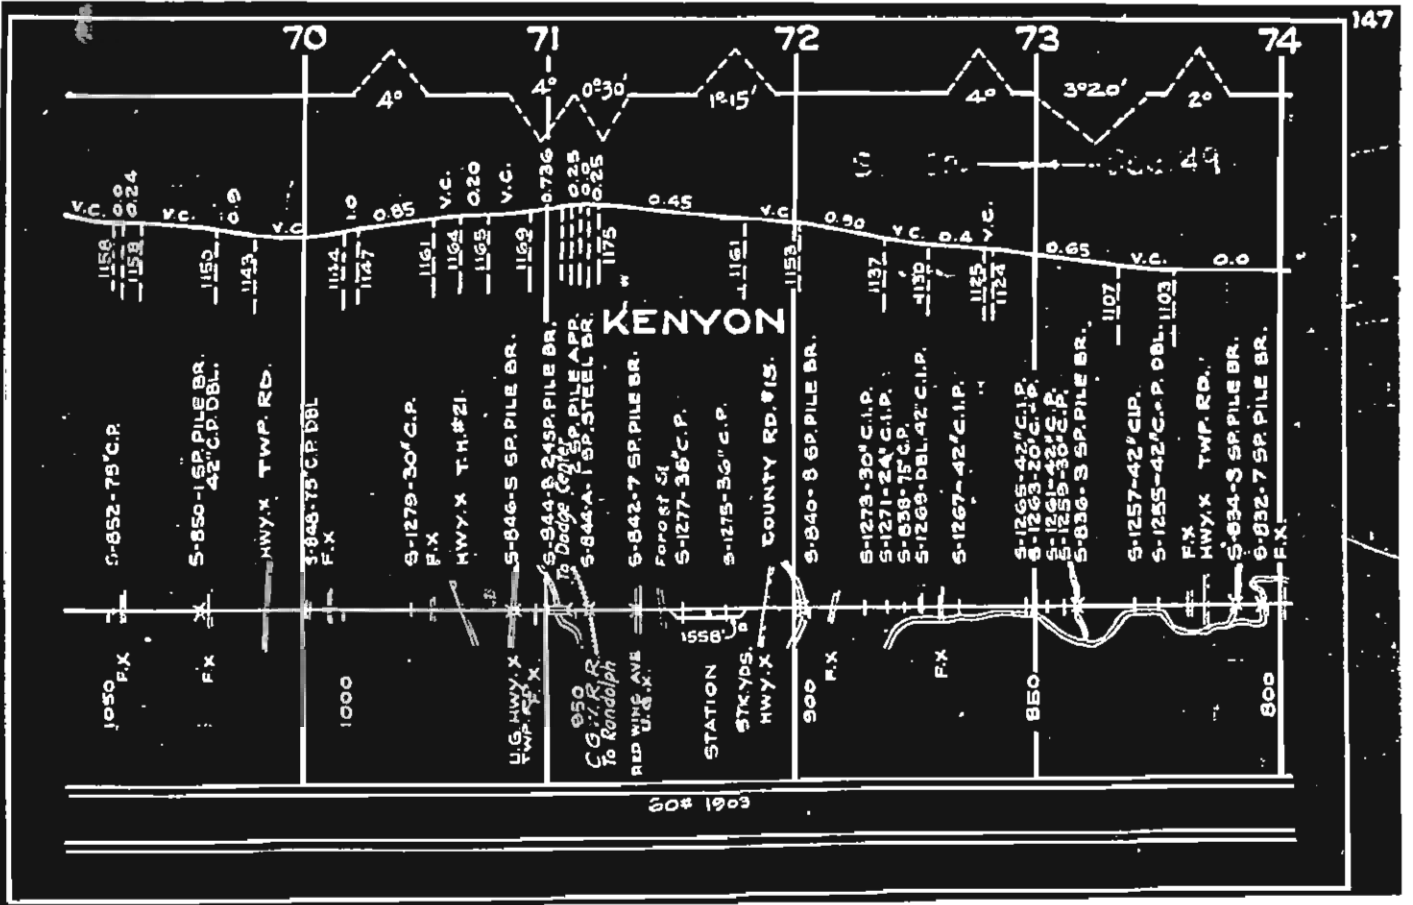 147
70 71 72 73 74
4° 4° 0°30' 1°15' 4° 3°20' 2°
49
V.C. 0.0 0.24 V.C. 0.9 V.C 1.0 0.85 V.C. 0.20 V.C. 0.736 0.25 0.0 0.25 0.45 V.C. 0.90 V.C. 0.4 V.C. 0.65 V.C. 0.0
1158 1158 1150 1143 1144 1147 1161 1164 1165 1169 1175 1161 1153 1137 1130 1125 1124 1107 1103
KENYON
S-852-75"C.P.
S-850-1 SP. PILE BR.
42"C.P. DBL.
HWY.X TWP. RD.
S-848-75"C.P. DBL
F.X
S-1279-30"C.P.
F.X
HWY.X T.H.#21.
S-846-5 SP. PILE BR.
S-844-B 24 SP. PILE BR.
To Dodge Center
2 SP. PILE APP.
S-844-A-1 SP. STEEL BR.
S-842-7 SP. PILE BR.
Forest St
S-1277-36"C.P.
S-1275-36"C.P.
COUNTY RD.#15.
S-840-8 SP. PILE BR.
S-1273-30"C.I.P.
S-1271-24"C.I.P.
S-838-75"C.P.
S-1269-DBL.42"C.I.P.
S-1267-42"C.I.P.
S-1265-42"C.I.P.
S-1263-20"C.I.P.
S-1261-42"C.P.
S-1259-30"C.P.
S-836-3 SP. PILE BR.
S-1257-42"C.I.P.
S-1255-42"C.I.P. DBL.
F.X
HWY.X TWP. RD.
S-834-3 SP. PILE BR.
S-832-7 SP. PILE BR.
F.X.
1558'
1050
F.X
F.X
1000
U.G. HWY. X
TWP. RD.
F.X
950
C.G.W.R.R.
To Randolph
RED WING AVE
U.G.X.
STATION
STK.YDS.
HWY.X
900
F.X
F.X
850
800
60# 1903